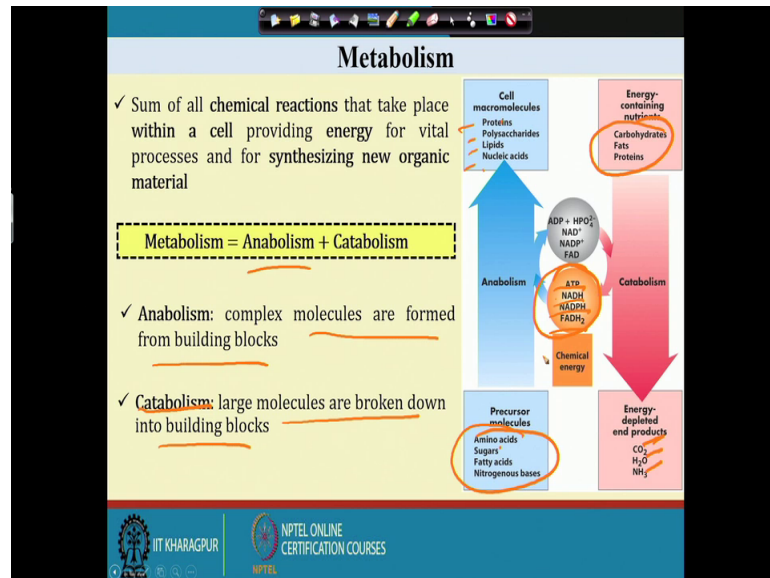 Metabolism
✓ Sum of all chemical reactions that take place
within a cell providing energy for vital
processes and for synthesizing new organic
material
Metabolism = Anabolism + Catabolism
✓ Anabolism: complex molecules are formed
from building blocks
✓ Catabolism: large molecules are broken down
into building blocks
Cell
macromolecules
Proteins
Polysaccharides
Lipids
Nucleic acids
Energy-
containing
nutrients
Carbohydrates
Fats
Proteins
ADP + HPO₄²⁻
NAD⁺
NADP⁺
FAD
Anabolism
Catabolism
ATP
NADH
NADPH
FADH₂
Chemical
energy
Precursor
molecules
Amino acids
Sugars
Fatty acids
Nitrogenous bases
Energy-
depleted
end products
CO₂
H₂O
NH₃
IIT KHARAGPUR
NPTEL
NPTEL ONLINE
CERTIFICATION COURSES